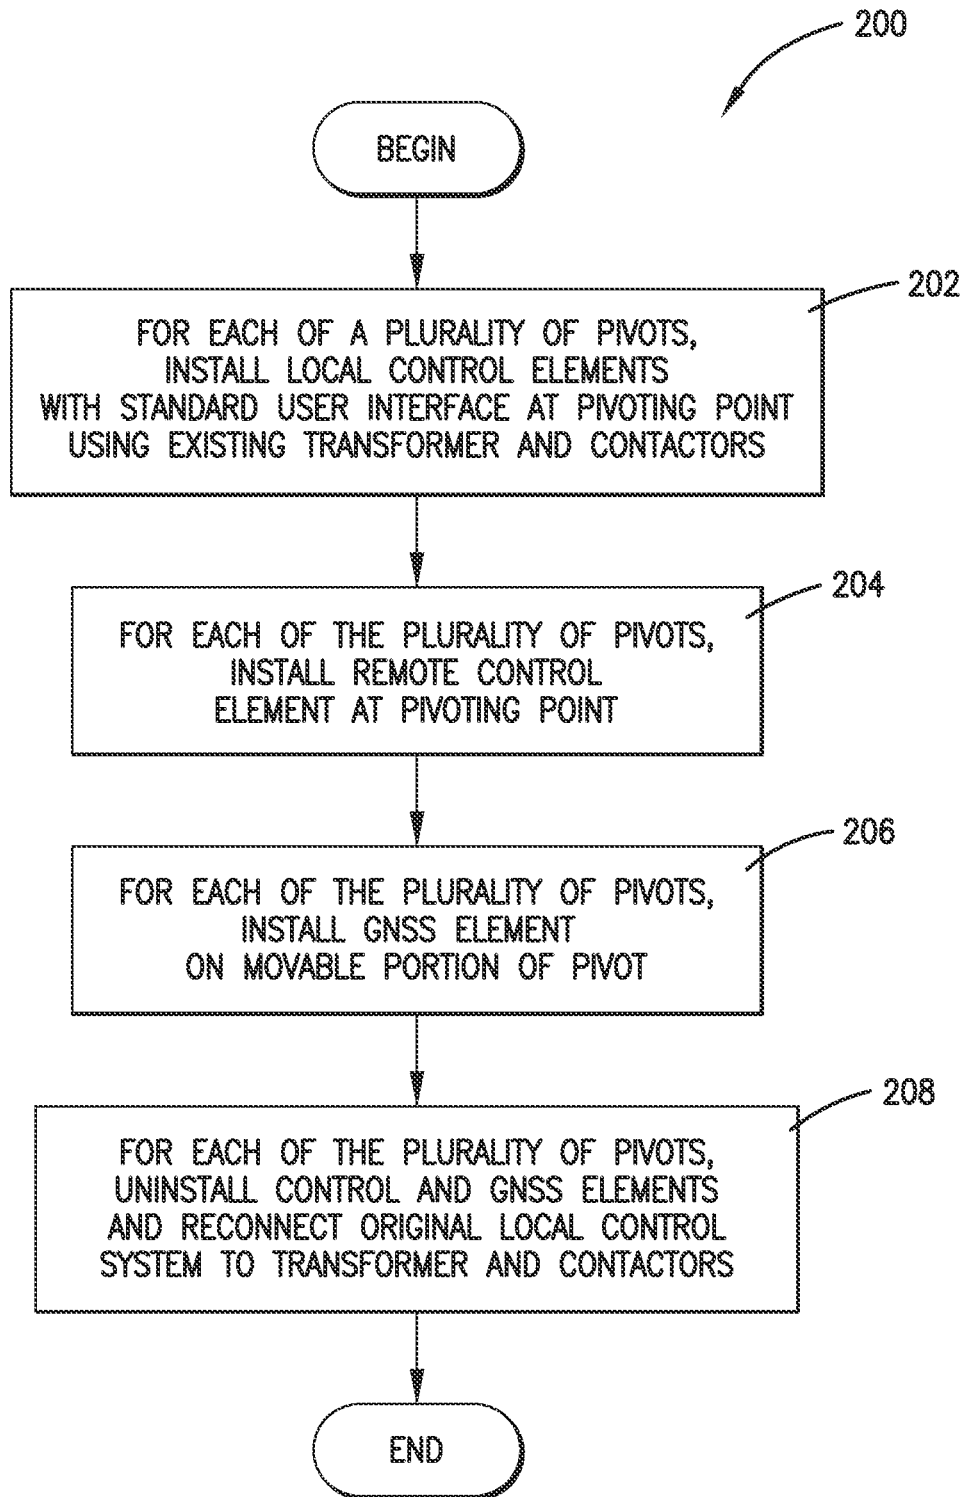 200
BEGIN
202
FOR EACH OF A PLURALITY OF PIVOTS,
INSTALL LOCAL CONTROL ELEMENTS
WITH STANDARD USER INTERFACE AT PIVOTING POINT
USING EXISTING TRANSFORMER AND CONTACTORS
204
FOR EACH OF THE PLURALITY OF PIVOTS,
INSTALL REMOTE CONTROL
ELEMENT AT PIVOTING POINT
206
FOR EACH OF THE PLURALITY OF PIVOTS,
INSTALL GNSS ELEMENT
ON MOVABLE PORTION OF PIVOT
208
FOR EACH OF THE PLURALITY OF PIVOTS,
UNINSTALL CONTROL AND GNSS ELEMENTS
AND RECONNECT ORIGINAL LOCAL CONTROL
SYSTEM TO TRANSFORMER AND CONTACTORS
END